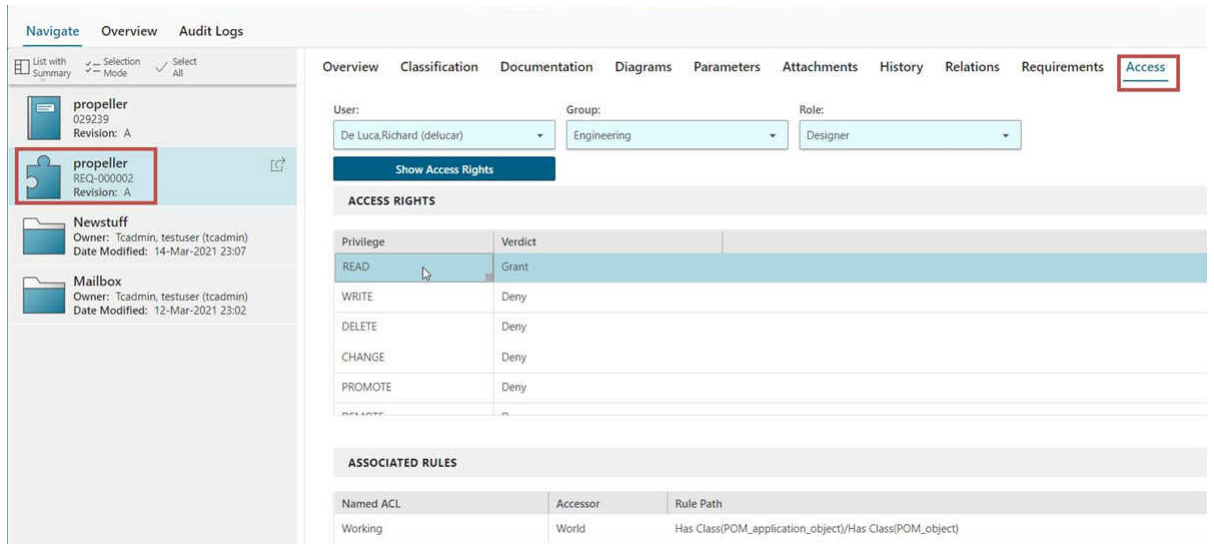 Navigate Overview Audit Logs
List with Summary
Selection Mode
Select All
propeller
029239
Revision: A
propeller
REQ-000002
Revision: A
Newstuff
Owner: Tcadmin, testuser (tcadmin)
Date Modified: 14-Mar-2021 23:07
Mailbox
Owner: Tcadmin, testuser (tcadmin)
Date Modified: 12-Mar-2021 23:02
Overview Classification Documentation Diagrams Parameters Attachments History Relations Requirements Access
User: Group: Role:
De Luca,Richard (delucar) Engineering Designer
Show Access Rights
ACCESS RIGHTS
Privilege Verdict
READ Grant
WRITE Deny
DELETE Deny
CHANGE Deny
PROMOTE Deny
ASSOCIATED RULES
Named ACL Accessor Rule Path
Working World Has Class(POM_application_object)/Has Class(POM_object)